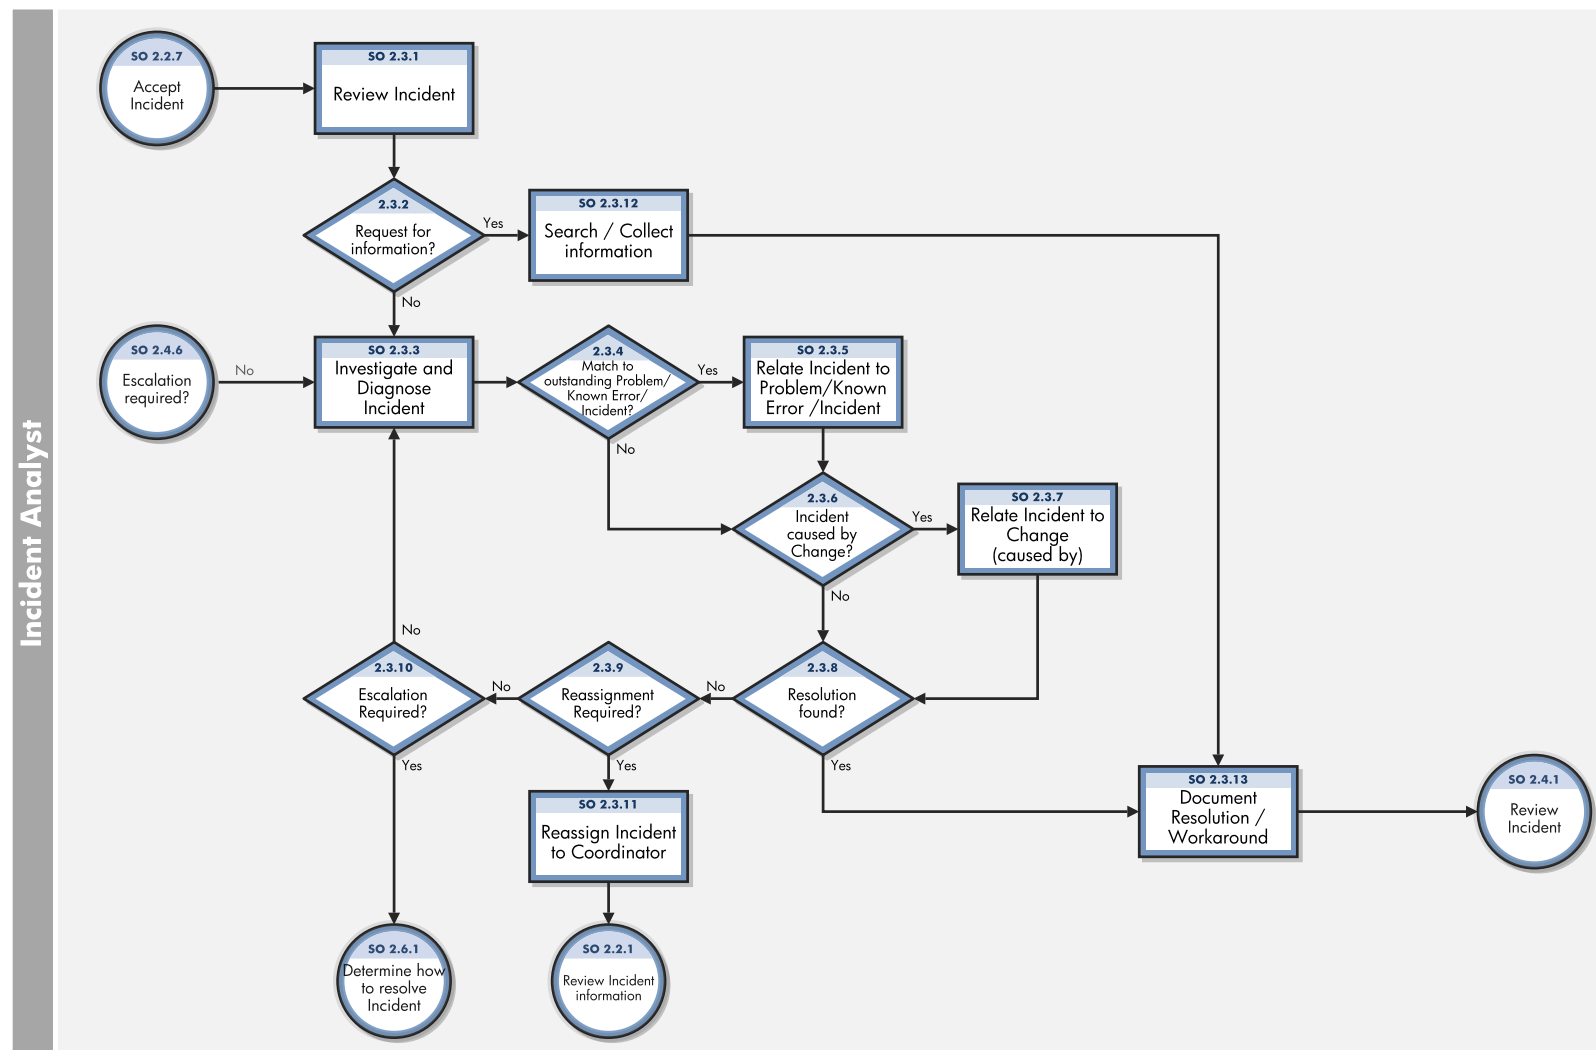 Incident Analyst
SO 2.2.7
Accept
Incident
SO 2.3.1
Review Incident
2.3.2
Request for
information?
Yes
No
SO 2.3.12
Search / Collect
information
SO 2.4.6
Escalation
required?
No
SO 2.3.3
Investigate and
Diagnose
Incident
2.3.4
Match to
outstanding Problem/
Known Error/
Incident?
Yes
No
SO 2.3.5
Relate Incident to
Problem/Known
Error /Incident
2.3.6
Incident
caused by
Change?
Yes
No
SO 2.3.7
Relate Incident to
Change
(caused by)
2.3.8
Resolution
found?
No
Yes
2.3.9
Reassignment
Required?
No
Yes
2.3.10
Escalation
Required?
No
Yes
SO 2.3.11
Reassign Incident
to Coordinator
SO 2.3.13
Document
Resolution /
Workaround
SO 2.4.1
Review
Incident
SO 2.6.1
Determine how
to resolve
Incident
SO 2.2.1
Review Incident
information